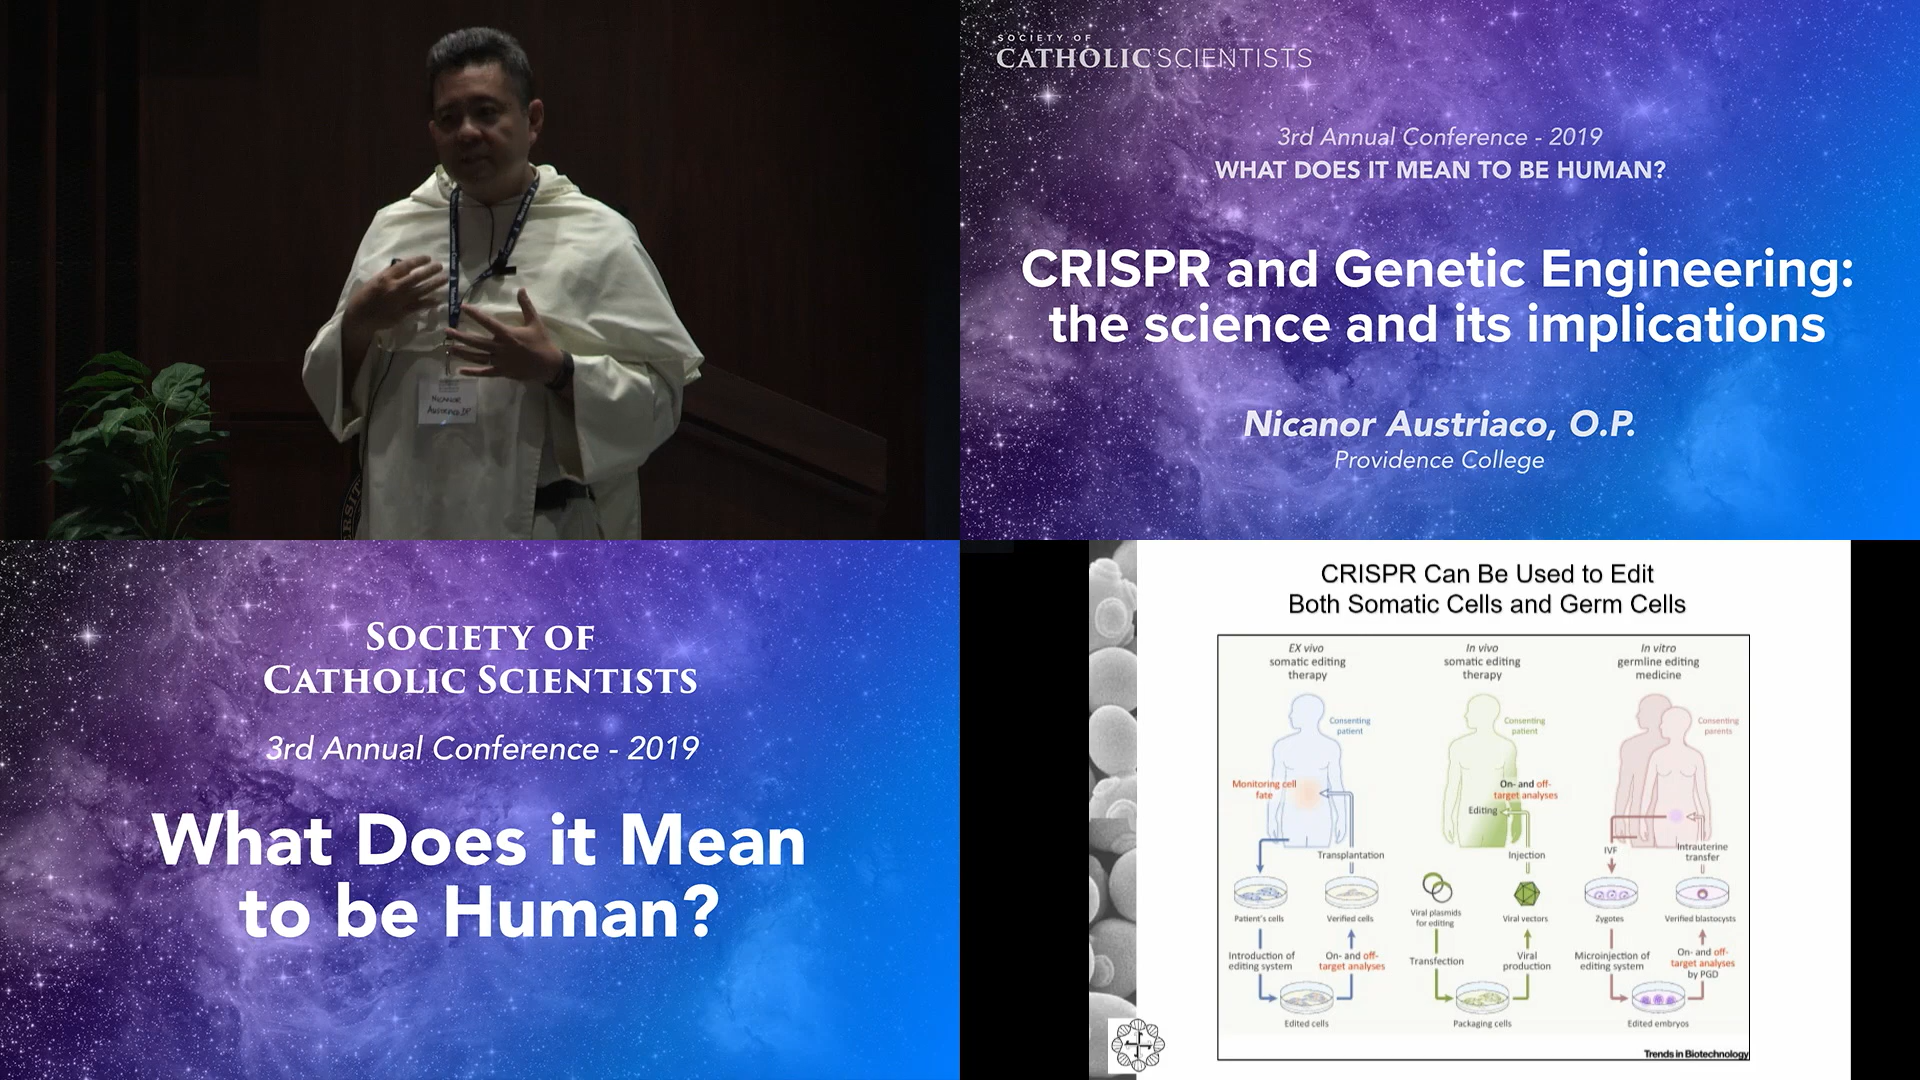 Nicanor
Austriaco, OP
SOCIETY OF
CATHOLIC SCIENTISTS
3rd Annual Conference - 2019
WHAT DOES IT MEAN TO BE HUMAN?
CRISPR and Genetic Engineering:
the science and its implications
Nicanor Austriaco, O.P.
Providence College
SOCIETY OF
CATHOLIC SCIENTISTS
3rd Annual Conference - 2019
What Does it Mean
to be Human?
CRISPR Can Be Used to Edit
Both Somatic Cells and Germ Cells
EX vivo
somatic editing
therapy
Consenting
patient
Monitoring cell
fate
Transplantation
Patient's cells
Verified cells
Introduction of
editing system
On- and off-
target analyses
Edited cells
In vivo
somatic editing
therapy
Consenting
patient
On- and off-
target analyses
Editing
Injection
Viral plasmids
for editing
Viral vectors
Transfection
Viral
production
Packaging cells
In vitro
germline editing
medicine
Consenting
parents
IVF
Intrauterine
transfer
Zygotes
Verified blastocysts
Microinjection of
editing system
On- and off-
target analyses
by PGD
Edited embryos
Trends in Biotechnology